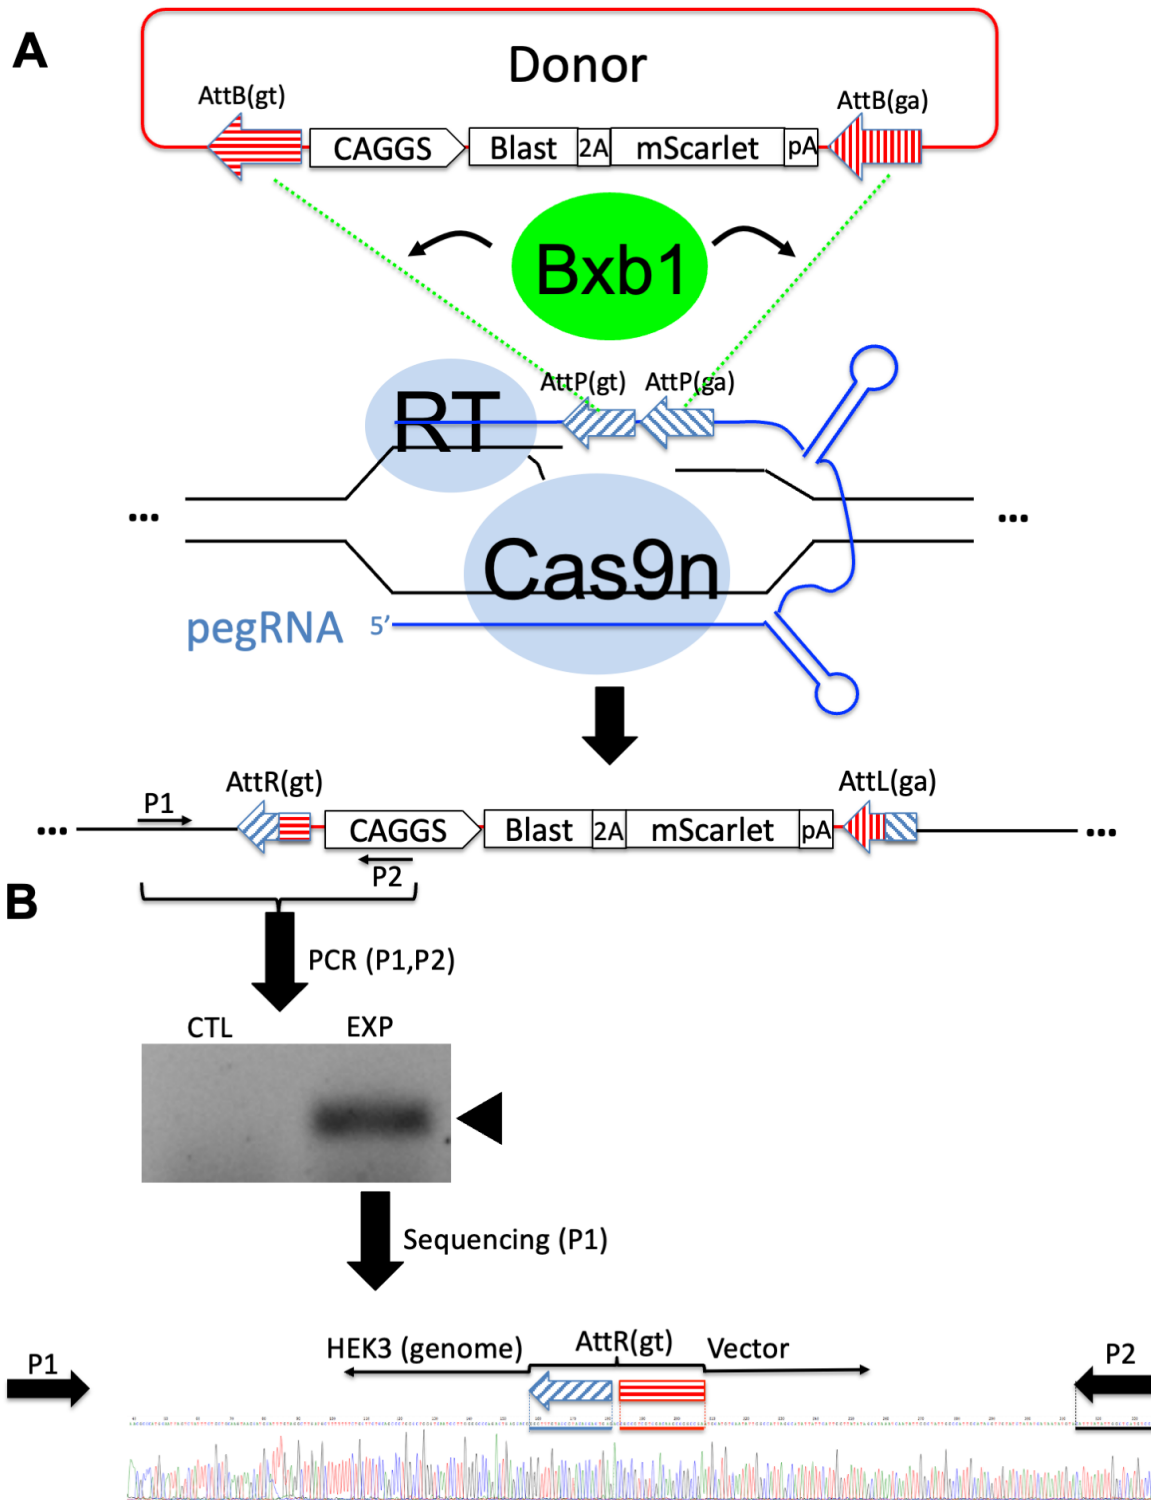 A
Donor
AttB(gt)
AttB(ga)
CAGGS
Blast
2A
mScarlet
pA
Bxb1
RT
AttP(gt)
AttP(ga)
...
...
Cas9n
pegRNA
5’
AttR(gt)
AttL(ga)
P1
...
CAGGS
Blast
2A
mScarlet
pA
...
P2
B
PCR (P1,P2)
CTL
EXP
Sequencing (P1)
HEK3 (genome)
AttR(gt)
Vector
P1
P2